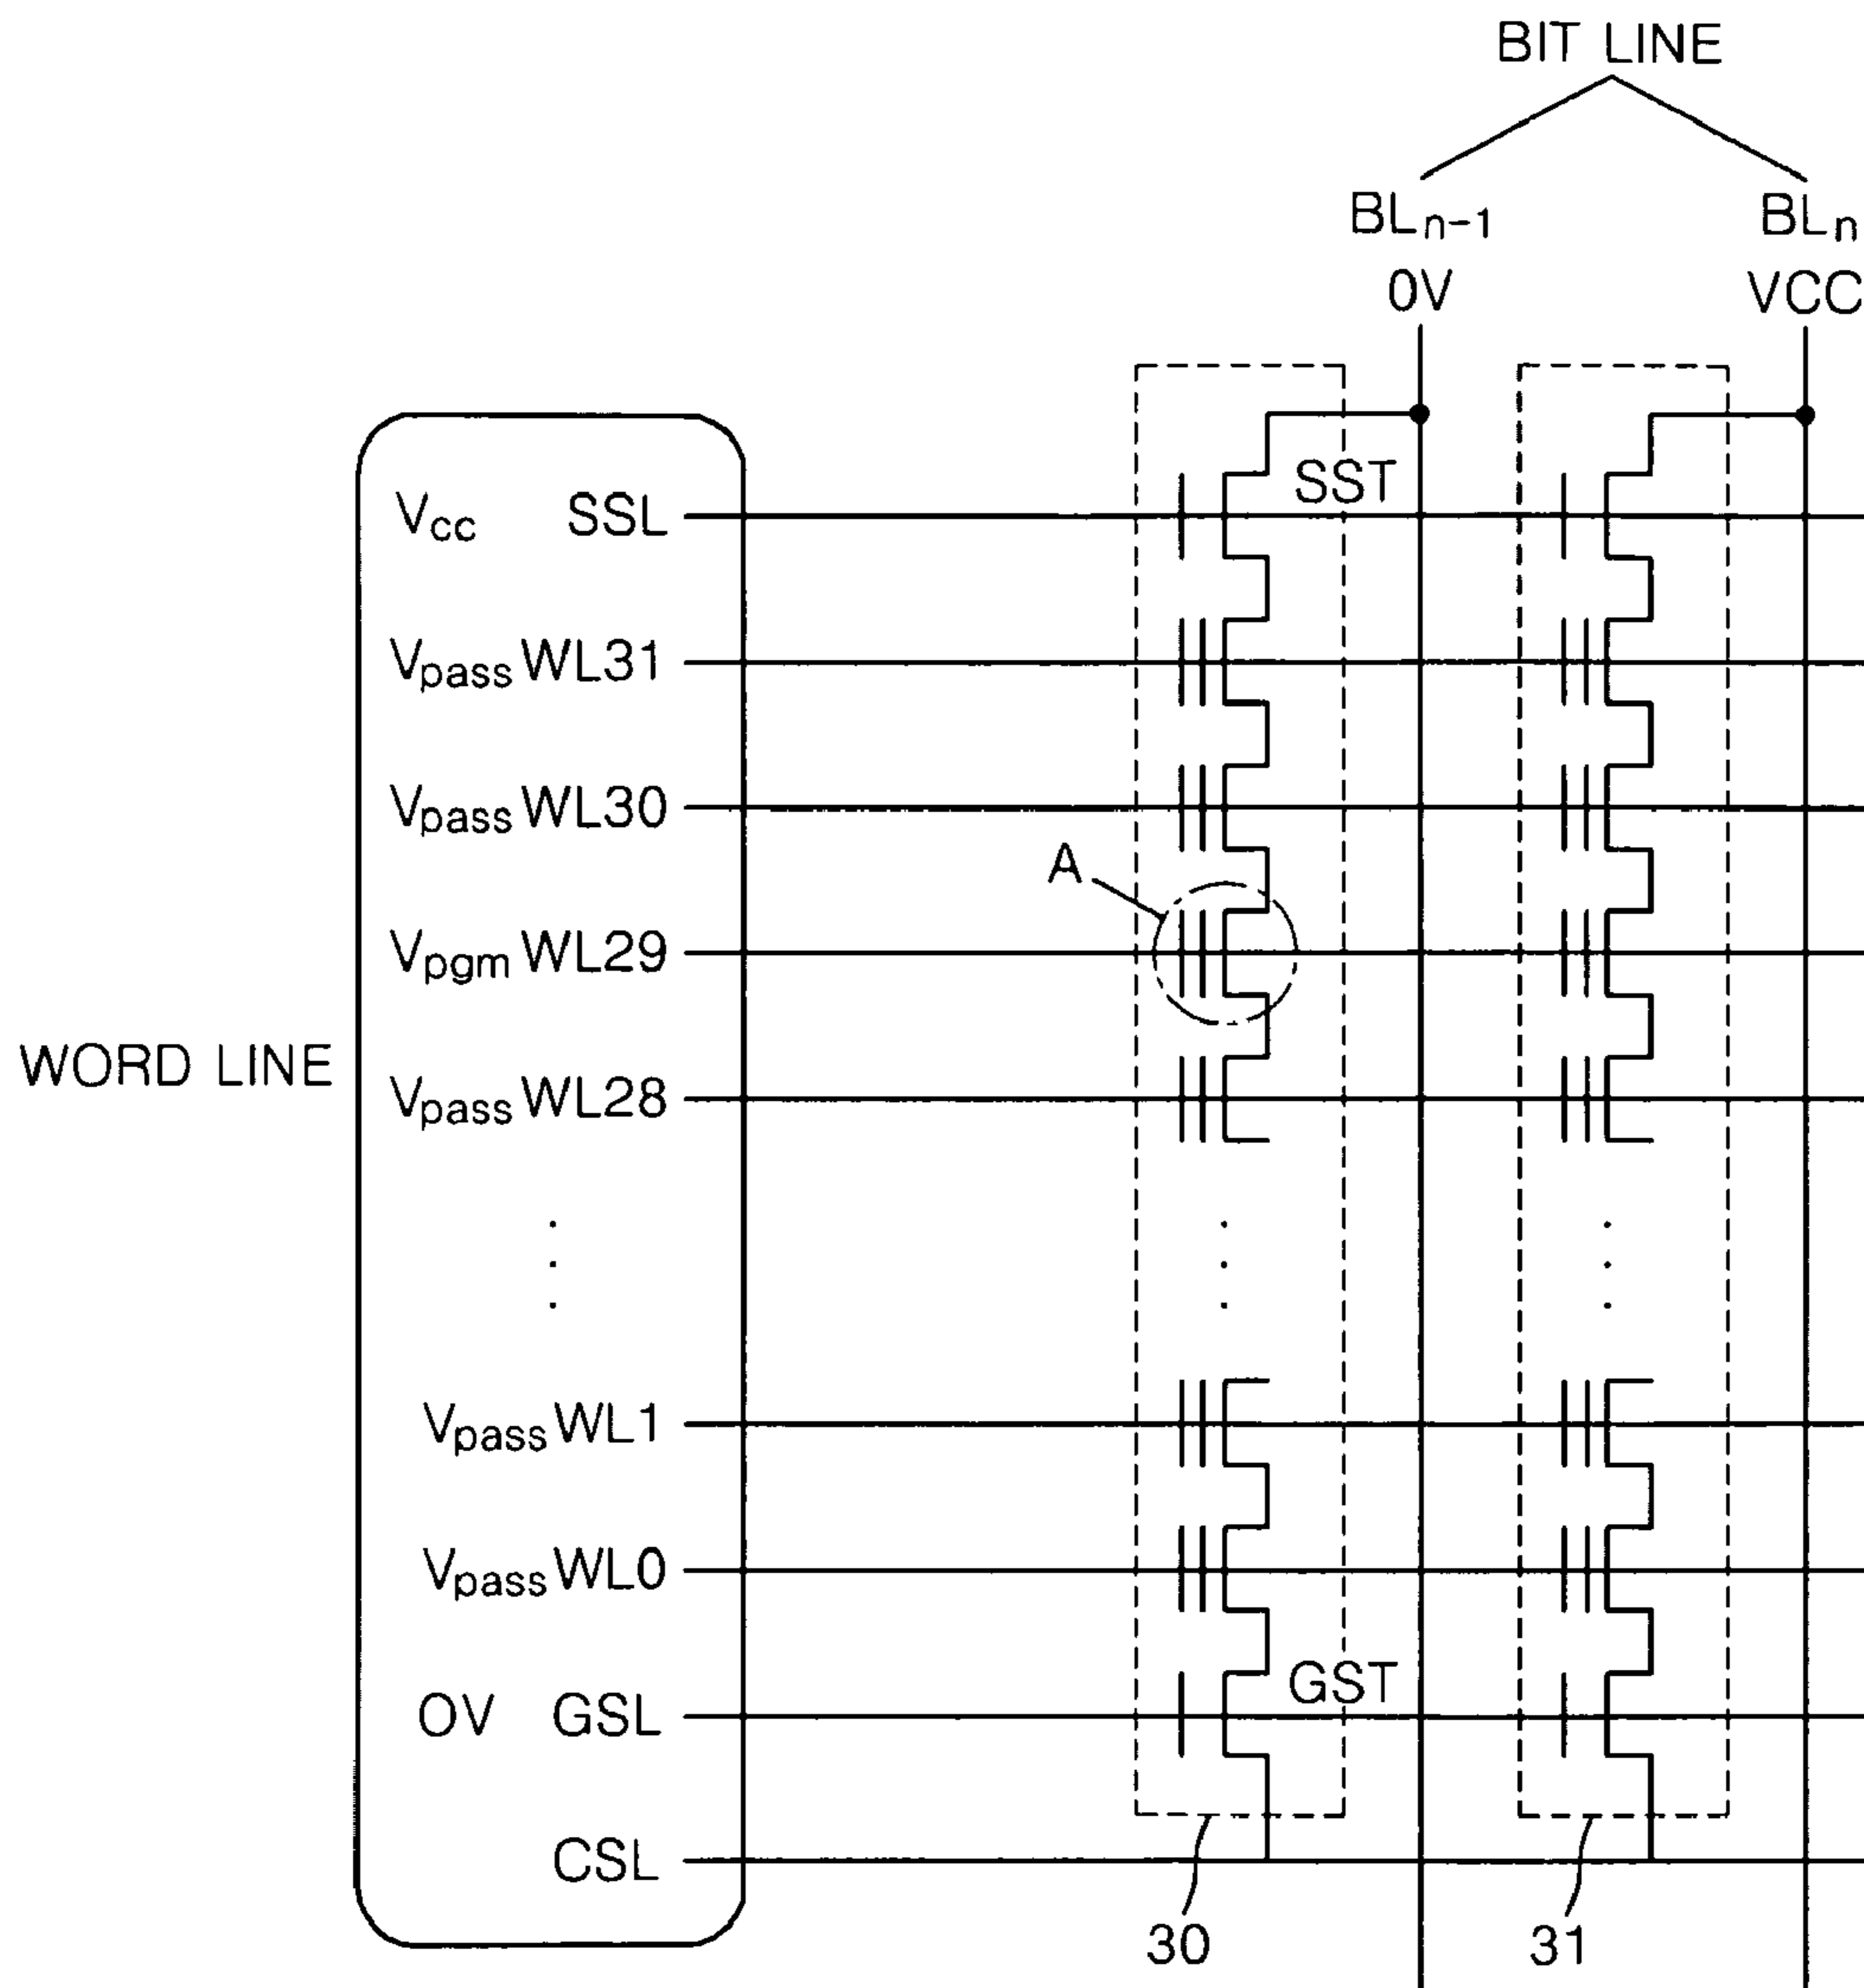 BIT LINE
BLn-1 BLn
0V VCC
SST
Vcc SSL
Vpass WL31
Vpass WL30
A
Vpgm WL29
WORD LINE
Vpass WL28
Vpass WL1
Vpass WL0
GST
0V GSL
CSL
30 31